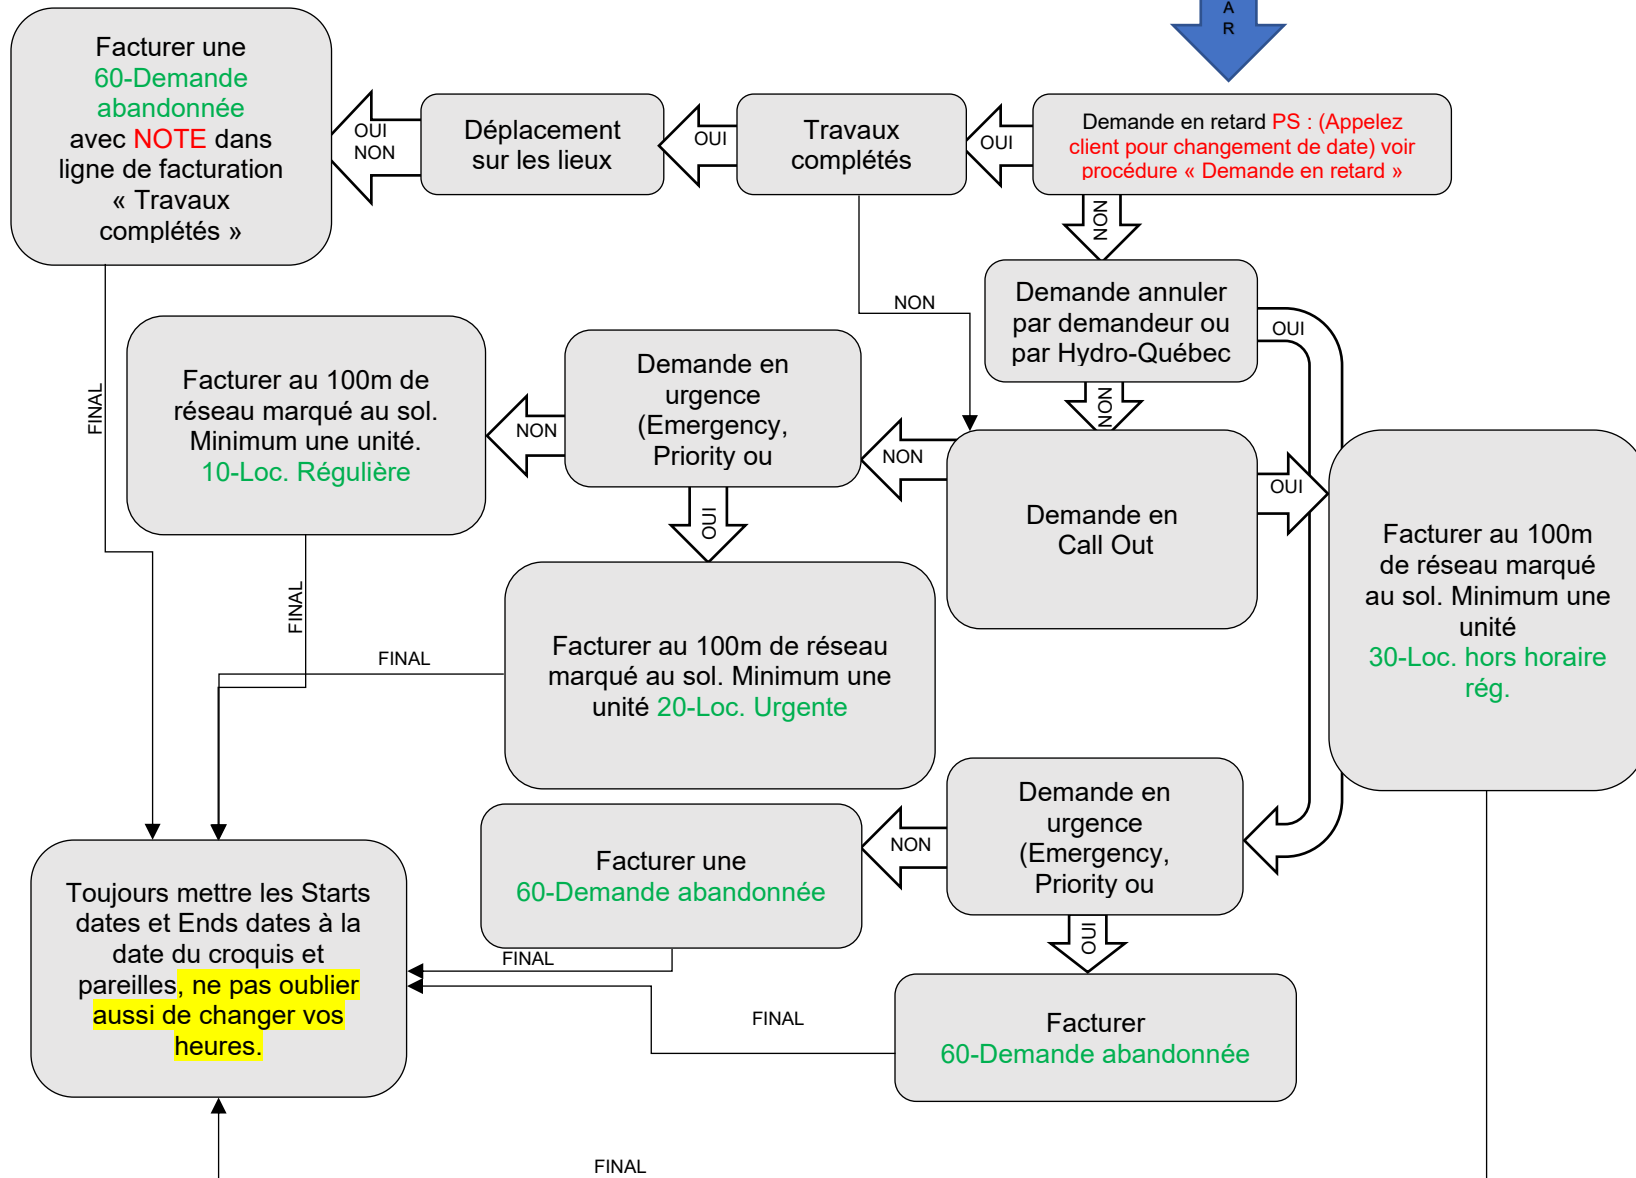 A
R
Facturer une
60-Demande
abandonnée
avec NOTE dans
ligne de facturation
« Travaux
complétés »
OUI
NON
Déplacement
sur les lieux
OUI
Travaux
complétés
OUI
Demande en retard PS : (Appelez
client pour changement de date) voir
procédure « Demande en retard »
NON
NON
Demande annuler
par demandeur ou
par Hydro-Québec
OUI
NON
Facturer au 100m de
réseau marqué au sol.
Minimum une unité.
10-Loc. Régulière
NON
Demande en
urgence
(Emergency,
Priority ou
NON
OUI
Demande en
Call Out
OUI
Facturer au 100m
de réseau marqué
au sol. Minimum une
unité
30-Loc. hors horaire
rég.
FINAL
FINAL
FINAL
Facturer au 100m de réseau
marqué au sol. Minimum une
unité 20-Loc. Urgente
Demande en
urgence
(Emergency,
Priority ou
NON
Facturer une
60-Demande abandonnée
OUI
FINAL
Toujours mettre les Starts
dates et Ends dates à la
date du croquis et
pareilles, ne pas oublier
aussi de changer vos
heures.
FINAL
Facturer
60-Demande abandonnée
FINAL